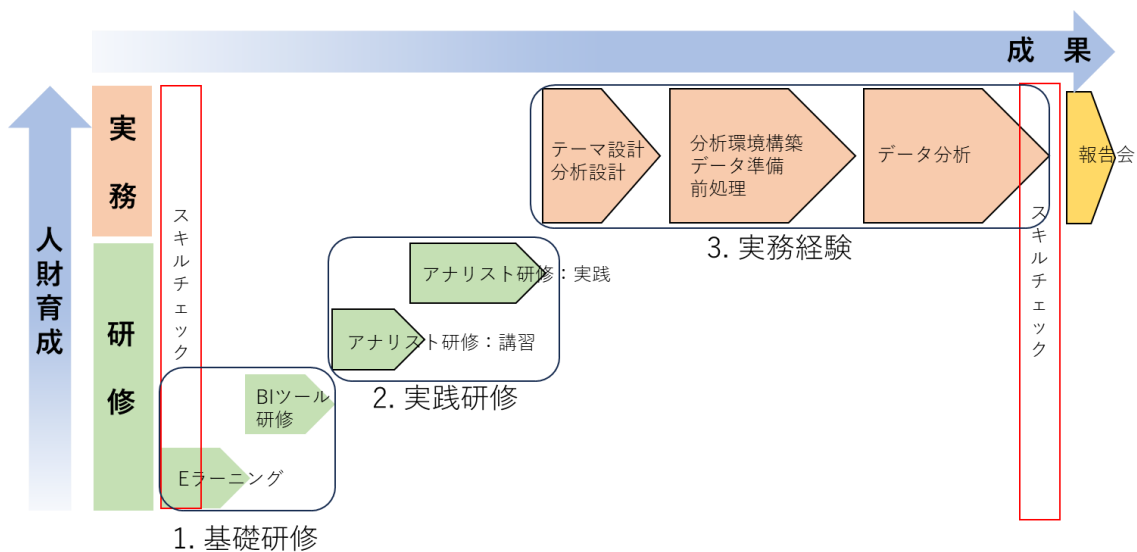 成 果
人財育成
実務
研修
スキルチェック
テーマ設計
分析設計
分析環境構築
データ準備
前処理
データ分析
スキルチェック
報告会
3. 実務経験
アナリスト研修：実践
アナリスト研修：講習
2. 実践研修
BIツール
研修
Eラーニング
1. 基礎研修